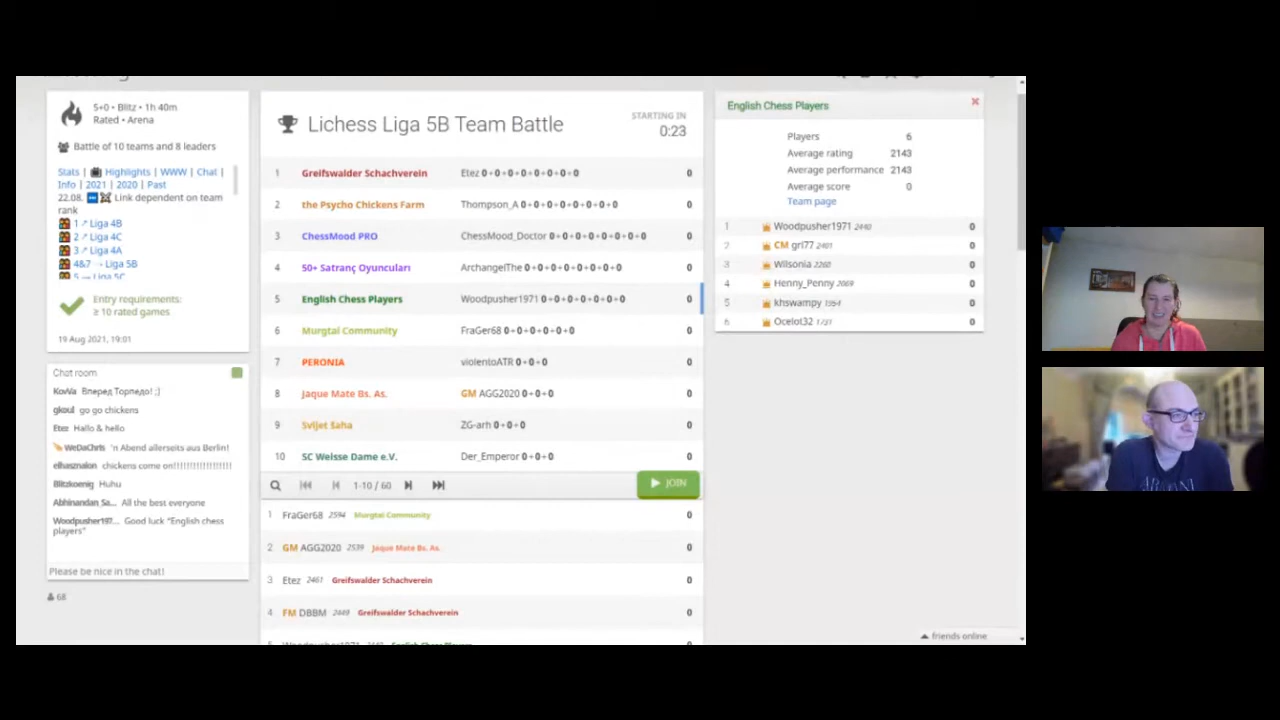 5+0 • Blitz • 1h 40m
Rated • Arena
Battle of 10 teams and 8 leaders
Stats | Highlights | WWW | Chat |
Info | 2021 | 2020 | Past
22.08. Link dependent on team
rank
1 ↗ Liga 4B
2 ↗ Liga 4C
3 ↗ Liga 4A
4&7 → Liga 5B
Liga 5C
Entry requirements:
≥ 10 rated games
19 Aug 2021, 19:01
Chat room
KovVa Вперед Торпедо! ;)
gkoul go go chickens
Etez Hallo & hello
WeDaChris 'n Abend allerseits aus Berlin!
elhasznalon chickens come on!!!!!!!!!!!!!!!!!!
Blitzkoenig Huhu
Abhinandan_Sa... All the best everyone
Woodpusher197... Good luck "English chess
players"
Please be nice in the chat!
68
Lichess Liga 5B Team Battle
STARTING IN
0:23
1 Greifswalder Schachverein Etez 0+0+0+0+0+0+0+0 0
2 the Psycho Chickens Farm Thompson_A 0+0+0+0+0+0+0+0 0
3 ChessMood PRO ChessMood_Doctor 0+0+0+0+0+0+0+0 0
4 50+ Satranç Oyuncuları ArchangelThe 0+0+0+0+0+0+0+0 0
5 English Chess Players Woodpusher1971 0+0+0+0+0+0 0
6 Murgtal Community FraGer68 0+0+0+0+0+0 0
7 PERONIA violentoATR 0+0+0 0
8 Jaque Mate Bs. As. GM AGG2020 0+0+0 0
9 Svijet šaha ZG-arh 0+0+0 0
10 SC Weisse Dame e.V. Der_Emperor 0+0+0 0
1-10 / 60 JOIN
1 FraGer68 2594 Murgtal Community 0
2 GM AGG2020 2539 Jaque Mate Bs. As. 0
3 Etez 2461 Greifswalder Schachverein 0
4 FM DBBM 2449 Greifswalder Schachverein 0
English Chess Players
Players 6
Average rating 2143
Average performance 2143
Average score 0
Team page
1 Woodpusher1971 2440 0
2 CM gri77 2401 0
3 Wilsonia 2260 0
4 Henny_Penny 2069 0
5 khswampy 1954 0
6 Ocelot32 1731 0
friends online